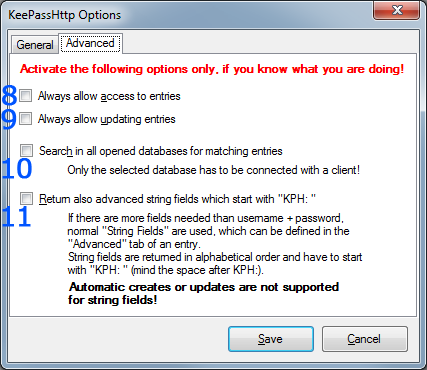 KeePassHttp Options
General Advanced
Activate the following options only, if you know what you are doing!
8 Always allow access to entries
9 Always allow updating entries
Search in all opened databases for matching entries
10 Only the selected database has to be connected with a client!
Return also advanced string fields which start with "KPH: "
11 If there are more fields needed than username + password,
normal "String Fields" are used, which can be defined in the
"Advanced" tab of an entry.
String fields are returned in alphabetical order and have to start
with "KPH: " (mind the space after KPH:).
Automatic creates or updates are not supported
for string fields!
Save Cancel